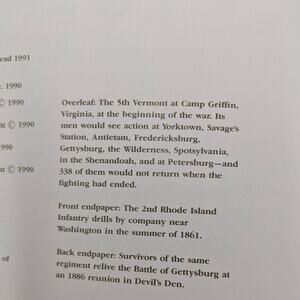 ead 1991
t. 1990
© 1990
ht © 1990
1990
ht © 1990
of
Overleaf: The 5th Vermont at Camp Griffin,
Virginia, at the beginning of the war. Its
men would see action at Yorktown, Savage's
Station, Antietam, Fredericksburg,
Gettysburg, the Wilderness, Spotsylvania,
in the Shenandoah, and at Petersburg—and
338 of them would not return when the
fighting had ended.
Front endpaper: The 2nd Rhode Island
Infantry drills by company near
Washington in the summer of 1861.
Back endpaper: Survivors of the same
regiment relive the Battle of Gettysburg at
an 1886 reunion in Devil's Den.